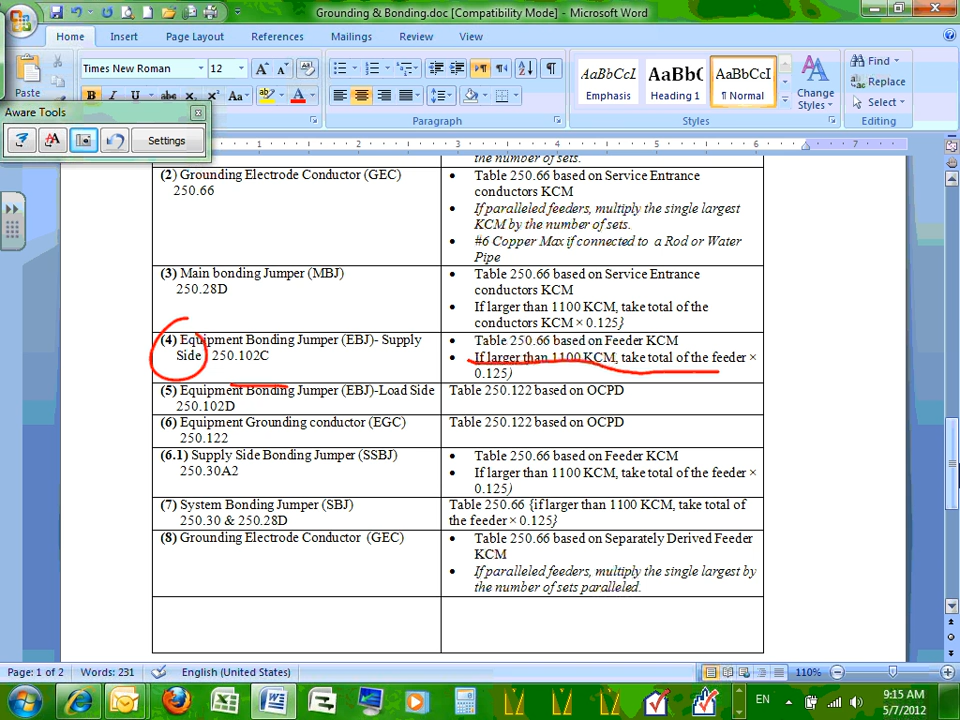 Grounding & Bonding.doc [Compatibility Mode] - Microsoft Word
Home Insert Page Layout References Mailings Review View
Times New Roman 12
Paste
B I U abc X₂ X² Aa
AaBbCcI AaBbC AaBbCcI
Emphasis Heading 1 ¶ Normal
Change
Styles
Find
Replace
Select
Paragraph Styles Editing
Aware Tools
Settings
1 2 3 4 5 6 7
the number of sets.
(2) Grounding Electrode Conductor (GEC)
250.66
• Table 250.66 based on Service Entrance
conductors KCM
• If paralleled feeders, multiply the single largest
KCM by the number of sets.
• #6 Copper Max if connected to a Rod or Water
Pipe
(3) Main bonding Jumper (MBJ)
250.28D
• Table 250.66 based on Service Entrance
conductors KCM
• If larger than 1100 KCM, take total of the
conductors KCM × 0.125}
(4) Equipment Bonding Jumper (EBJ)- Supply
Side 250.102C
• Table 250.66 based on Feeder KCM
• If larger than 1100 KCM, take total of the feeder ×
0.125)
(5) Equipment Bonding Jumper (EBJ)-Load Side
250.102D
Table 250.122 based on OCPD
(6) Equipment Grounding conductor (EGC)
250.122
Table 250.122 based on OCPD
(6.1) Supply Side Bonding Jumper (SSBJ)
250.30A2
• Table 250.66 based on Feeder KCM
• If larger than 1100 KCM, take total of the feeder ×
0.125)
(7) System Bonding Jumper (SBJ)
250.30 & 250.28D
Table 250.66 {if larger than 1100 KCM, take total of
the feeder × 0.125}
(8) Grounding Electrode Conductor (GEC)
• Table 250.66 based on Separately Derived Feeder
KCM
• If paralleled feeders, multiply the single largest by
the number of sets paralleled.
Page: 1 of 2 Words: 231 English (United States) 110%
EN
9:15 AM
5/7/2012